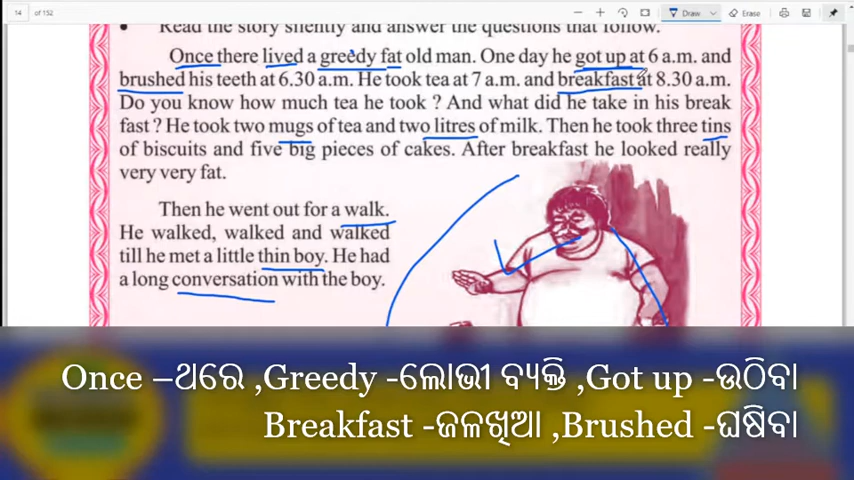 14 of 152
Draw
Erase
Read the story silently and answer the questions that follow.
Once there lived a greedy fat old man. One day he got up at 6 a.m. and
brushed his teeth at 6.30 a.m. He took tea at 7 a.m. and breakfast at 8.30 a.m.
Do you know how much tea he took ? And what did he take in his break
fast ? He took two mugs of tea and two litres of milk. Then he took three tins
of biscuits and five big pieces of cakes. After breakfast he looked really
very very fat.
Then he went out for a walk.
He walked, walked and walked
till he met a little thin boy. He had
a long conversation with the boy.
Once –ଥରେ ,Greedy -ଲୋଭୀ ବ୍ୟକ୍ତି ,Got up -ଉଠିବା
Breakfast -ଜଳଖିଆ ,Brushed -ଘଷିବା